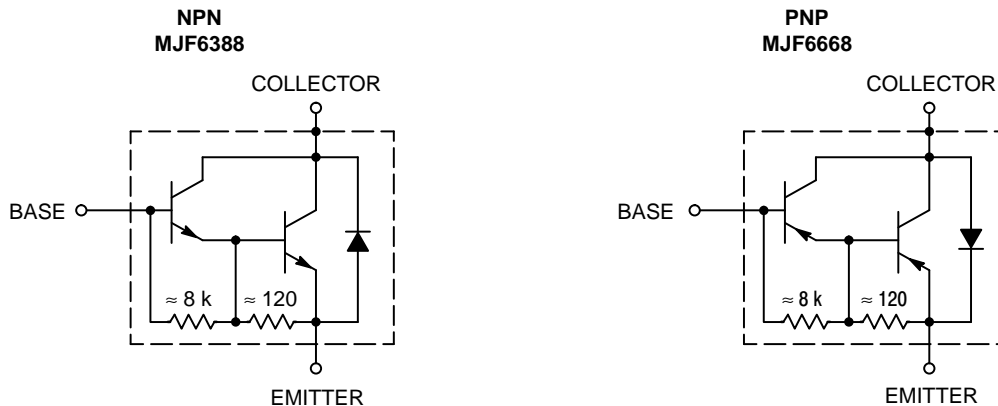 NPN
MJF6388
COLLECTOR
BASE
≈ 8 k
≈ 120
EMITTER
PNP
MJF6668
COLLECTOR
BASE
≈ 8 k
≈ 120
EMITTER